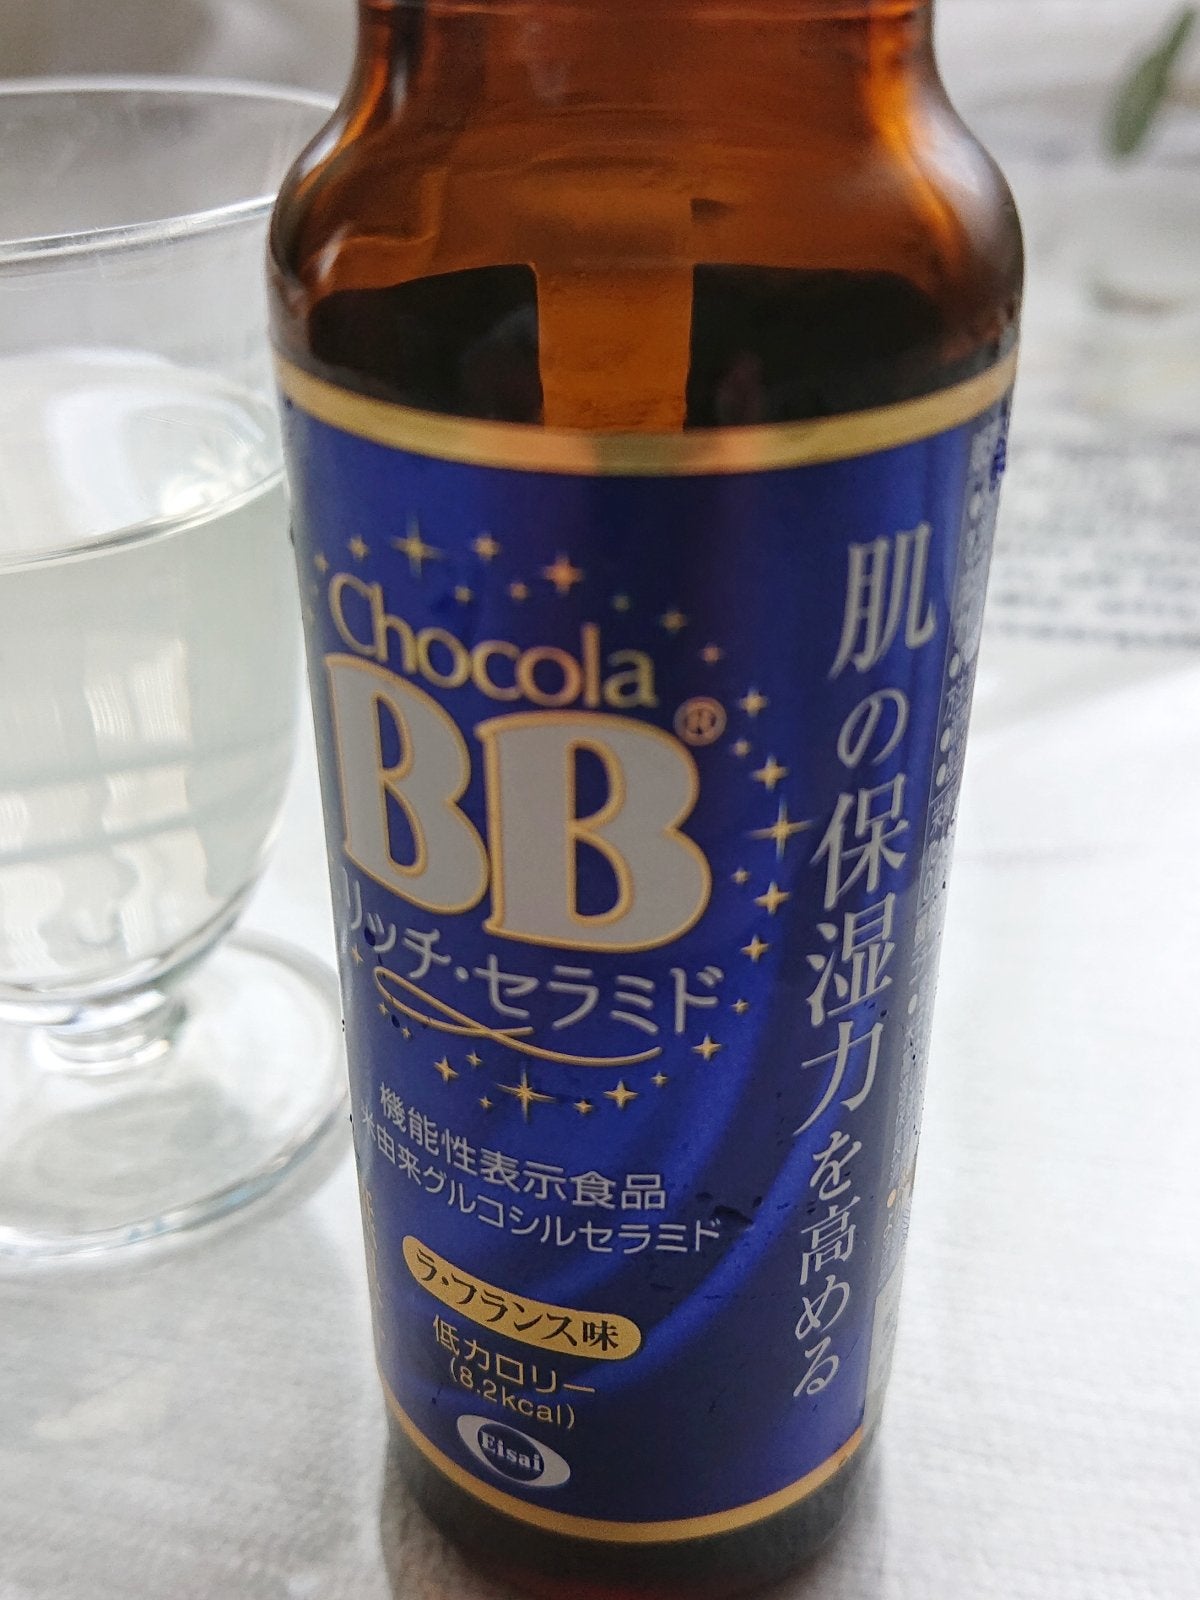 Chocola
BB®
リッチ・セラミド
機能性表示食品
米由来グルコシルセラミド
ラ・フランス味
低カロリー
(8.2kcal)
Eisai
肌の保湿力を高める